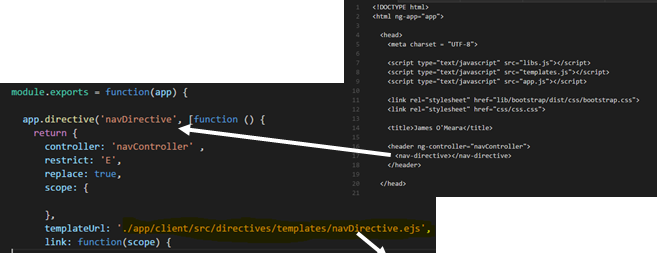 1 <!DOCTYPE html>
2 <html ng-app="app">
3
4 <head>
5 <meta charset = "UTF-8">
6
7 <script type="text/javascript" src="libs.js"></script>
8 <script type="text/javascript" src="templates.js"></script>
9 <script type="text/javascript" src="app.js"></script>
10
11 <link rel="stylesheet" href="lib/bootstrap/dist/css/bootstrap.css">
12 <link rel="stylesheet" href="css/css.css">
13
14 <title>James O'Meara</title>
15
16 <header ng-controller="navController">
17 <nav-directive></nav-directive>
18 </header>
19
20 </head>
21
module.exports = function(app) {
app.directive('navDirective', [function () {
return {
controller: 'navController' ,
restrict: 'E',
replace: true,
scope: {
},
templateUrl: './app/client/src/directives/templates/navDirective.ejs',
link: function(scope) {